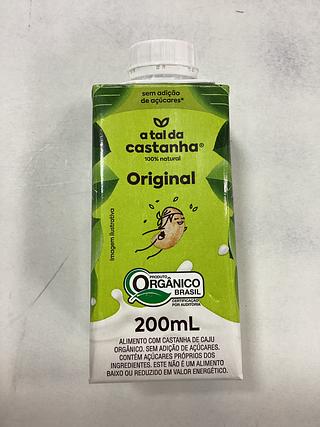 sem adição
de açúcares*
a tal da
castanha®
100% natural
Original
Imagem ilustrativa
PRODUTO
ORGÂNICO
BRASIL
CERTIFICAÇÃO
POR AUDITORIA
200mL
ALIMENTO COM CASTANHA DE CAJU
ORGÂNICO, SEM ADIÇÃO DE AÇÚCARES.
CONTÉM AÇÚCARES PRÓPRIOS DOS
INGREDIENTES. ESTE NÃO É UM ALIMENTO
BAIXO OU REDUZIDO EM VALOR ENERGÉTICO.